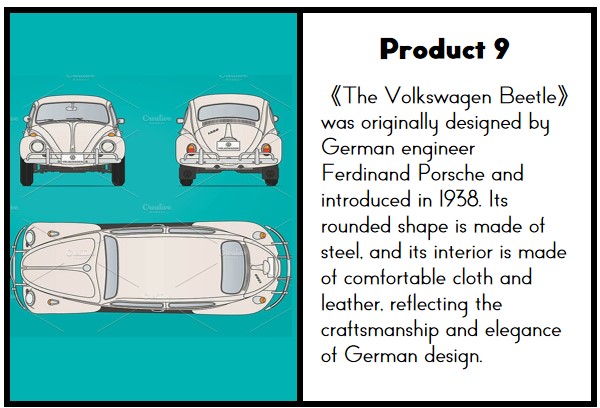 Product 9
《The Volkswagen Beetle》
was originally designed by
German engineer
Ferdinand Porsche and
introduced in 1938. Its
rounded shape is made of
steel, and its interior is made
of comfortable cloth and
leather, reflecting the
craftsmanship and elegance
of German design.